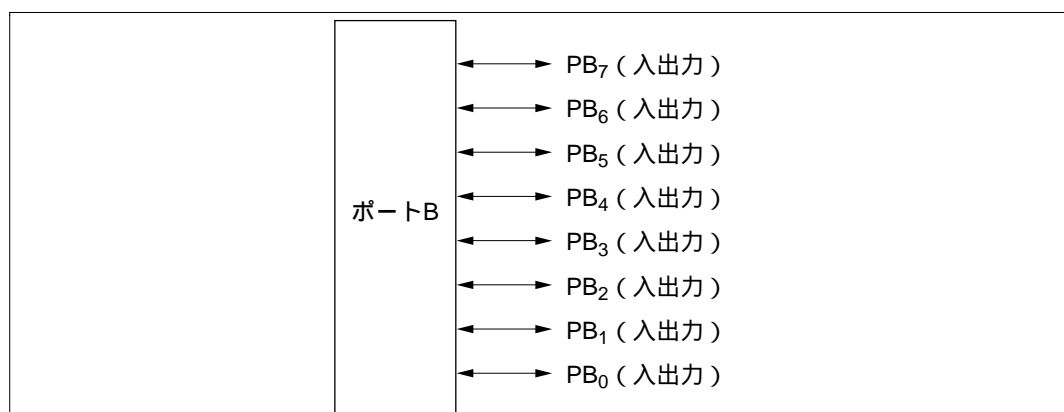 PB₇ ( 入出力 )
PB₆ ( 入出力 )
PB₅ ( 入出力 )
PB₄ ( 入出力 )
ポートB
PB₃ ( 入出力 )
PB₂ ( 入出力 )
PB₁ ( 入出力 )
PB₀ ( 入出力 )